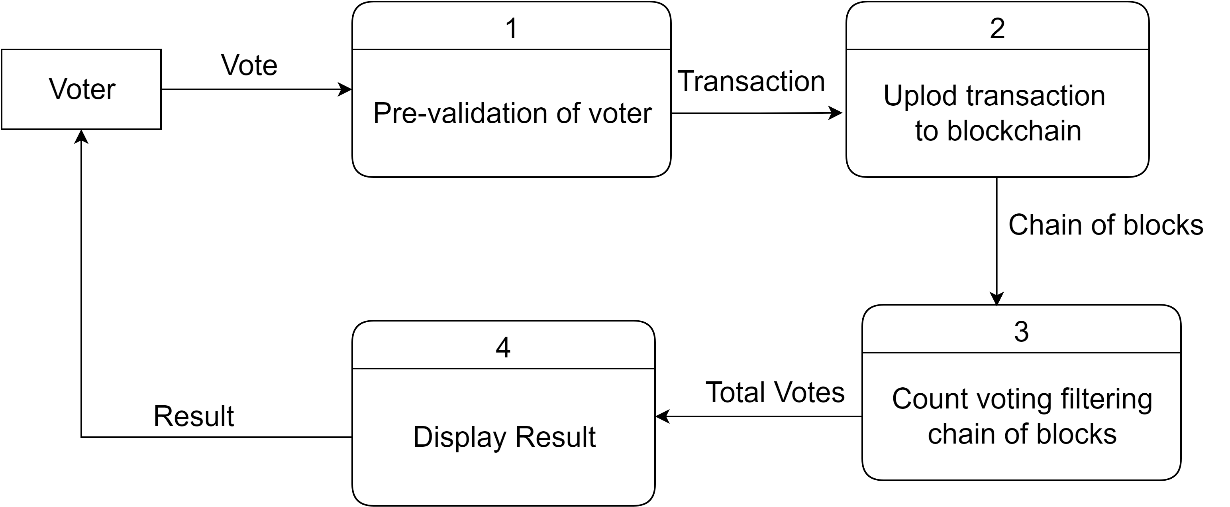 Voter
Vote
1
Pre-validation of voter
Transaction
2
Uplod transaction
to blockchain
Chain of blocks
3
Count voting filtering
chain of blocks
Total Votes
4
Display Result
Result